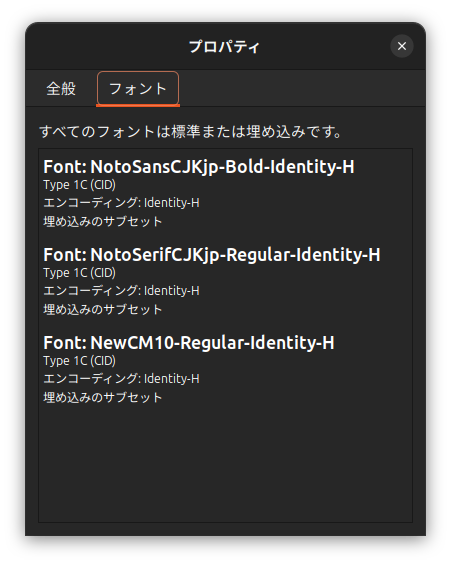 プロパティ
全般
フォント
すべてのフォントは標準または埋め込みです。
Font: NotoSansCJKjp-Bold-Identity-H
Type 1C (CID)
エンコーディング: Identity-H
埋め込みのサブセット
Font: NotoSerifCJKjp-Regular-Identity-H
Type 1C (CID)
エンコーディング: Identity-H
埋め込みのサブセット
Font: NewCM10-Regular-Identity-H
Type 1C (CID)
エンコーディング: Identity-H
埋め込みのサブセット